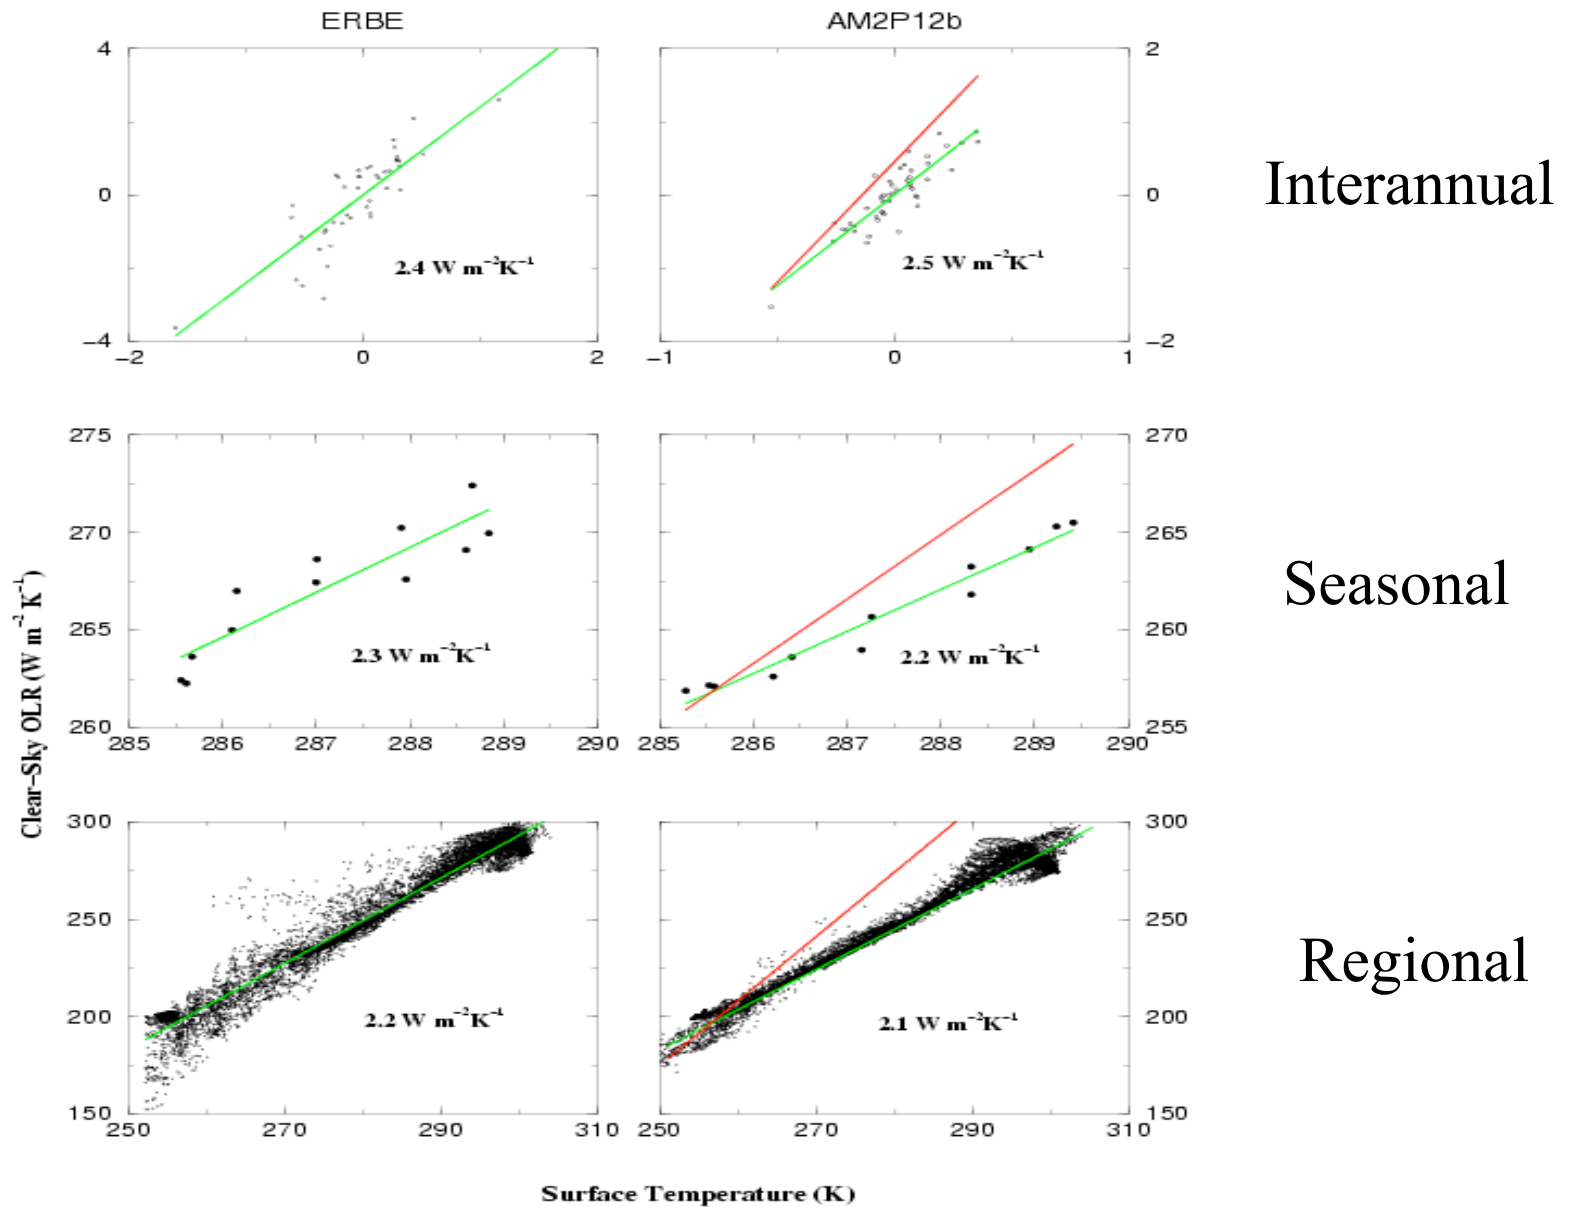 ERBE AM2P12b
4 2
0 0
−4 −2
−2 0 2 −1 0 1
2.4 W m⁻²K⁻¹ 2.5 W m⁻²K⁻¹
Interannual
275 270
270 265
265 260
260 255
285 286 287 288 289 290 285 286 287 288 289 290
2.3 W m⁻²K⁻¹ 2.2 W m⁻²K⁻¹
Seasonal
Clear−Sky OLR (W m⁻² K⁻¹)
300 300
250 250
200 200
150 150
250 270 290 310 250 270 290 310
2.2 W m⁻²K⁻¹ 2.1 W m⁻²K⁻¹
Regional
Surface Temperature (K)